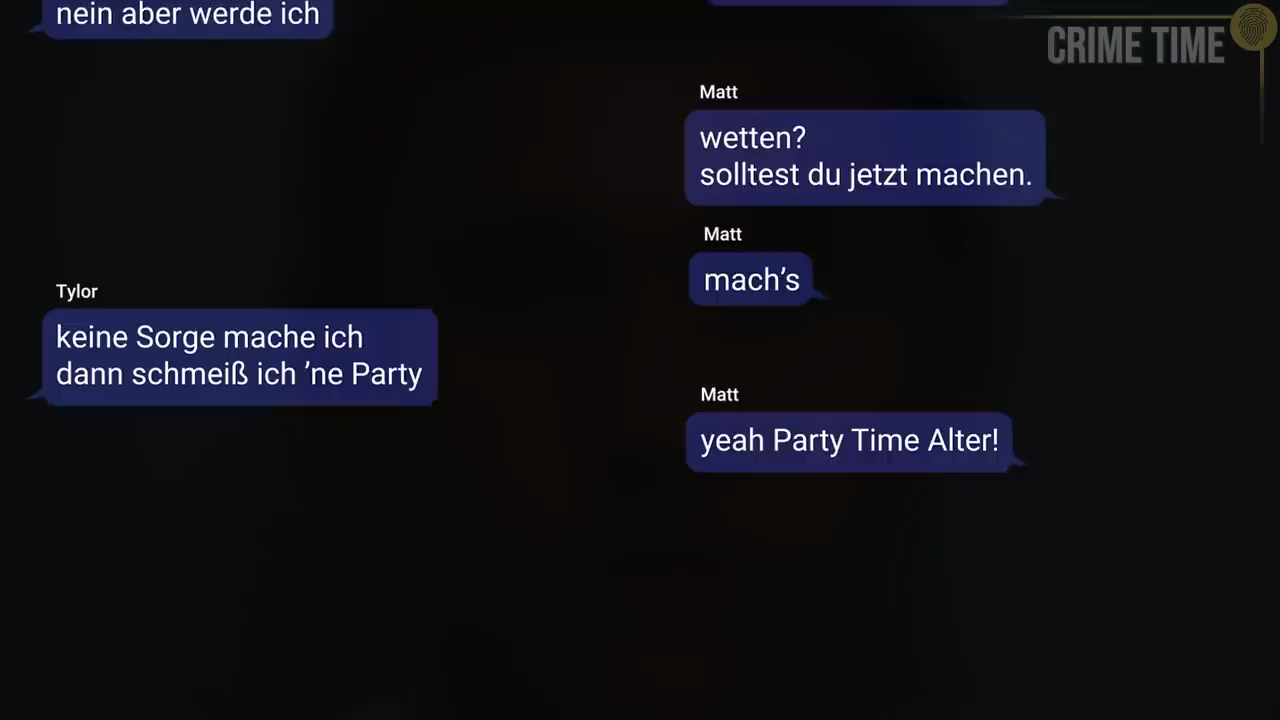 nein aber werde ich
CRIME TIME
Matt
wetten?
solltest du jetzt machen.
Matt
mach’s
Tylor
keine Sorge mache ich
dann schmeiß ich ’ne Party
Matt
yeah Party Time Alter!